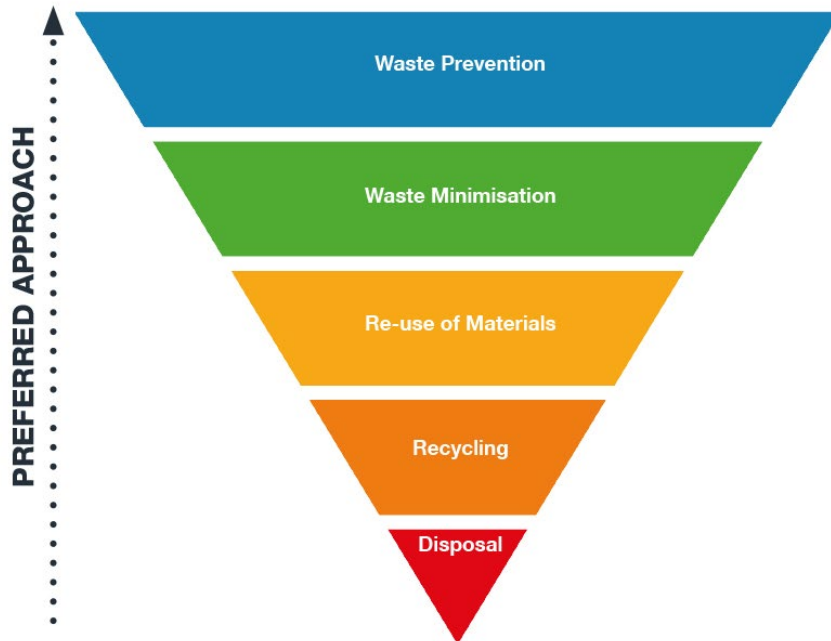 PREFERRED APPROACH
Waste Prevention
Waste Minimisation
Re-use of Materials
Recycling
Disposal